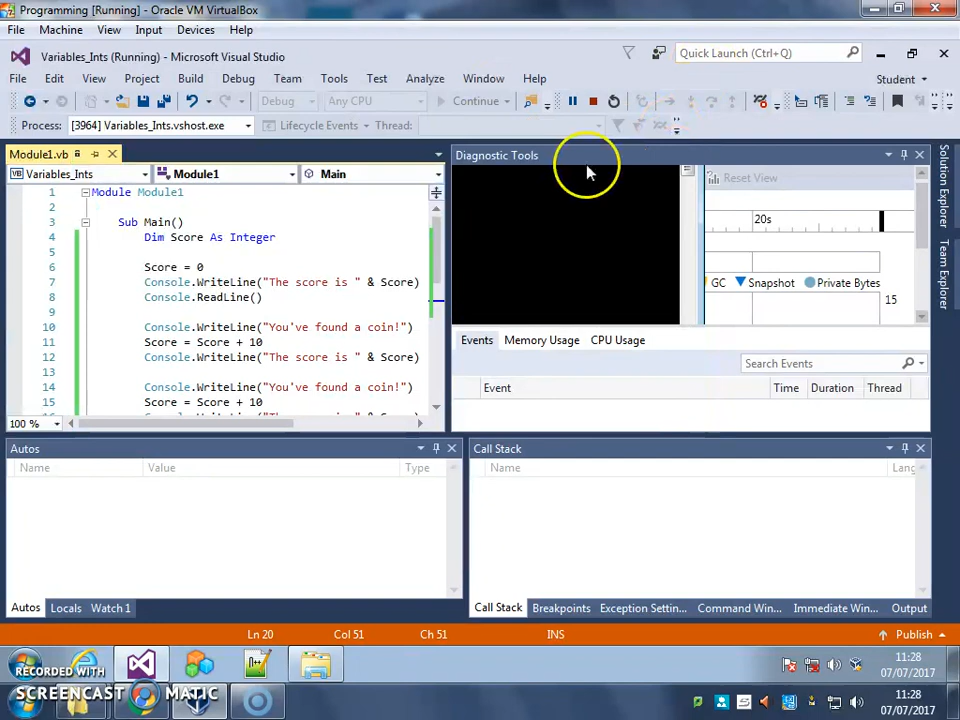 Programming [Running] - Oracle VM VirtualBox
File Machine View Input Devices Help
Variables_Ints (Running) - Microsoft Visual Studio
Quick Launch (Ctrl+Q)
File Edit View Project Build Debug Team Tools Test Analyze Window Help
Student
Debug Any CPU Continue
Process: [3964] Variables_Ints.vshost.exe Lifecycle Events Thread:
Module1.vb
Diagnostic Tools
Variables_Ints Module1 Main
Reset View
1 Module Module1
2
3 Sub Main()
4 Dim Score As Integer
5
6 Score = 0
7 Console.WriteLine("The score is " & Score)
8 Console.ReadLine()
9
10 Console.WriteLine("You've found a coin!")
11 Score = Score + 10
12 Console.WriteLine("The score is " & Score)
13
14 Console.WriteLine("You've found a coin!")
15 Score = Score + 10
100 %
20s
GC Snapshot Private Bytes
15
Events Memory Usage CPU Usage
Search Events
Event Time Duration Thread
Solution Explorer
Team Explorer
Autos
Name Value Type
Call Stack
Name Lang
Autos Locals Watch 1
Call Stack Breakpoints Exception Settin... Command Win... Immediate Win... Output
Ln 20 Col 51 Ch 51 INS Publish
RECORDED WITH
SCREENCAST MATIC
11:28
07/07/2017
11:28
07/07/2017